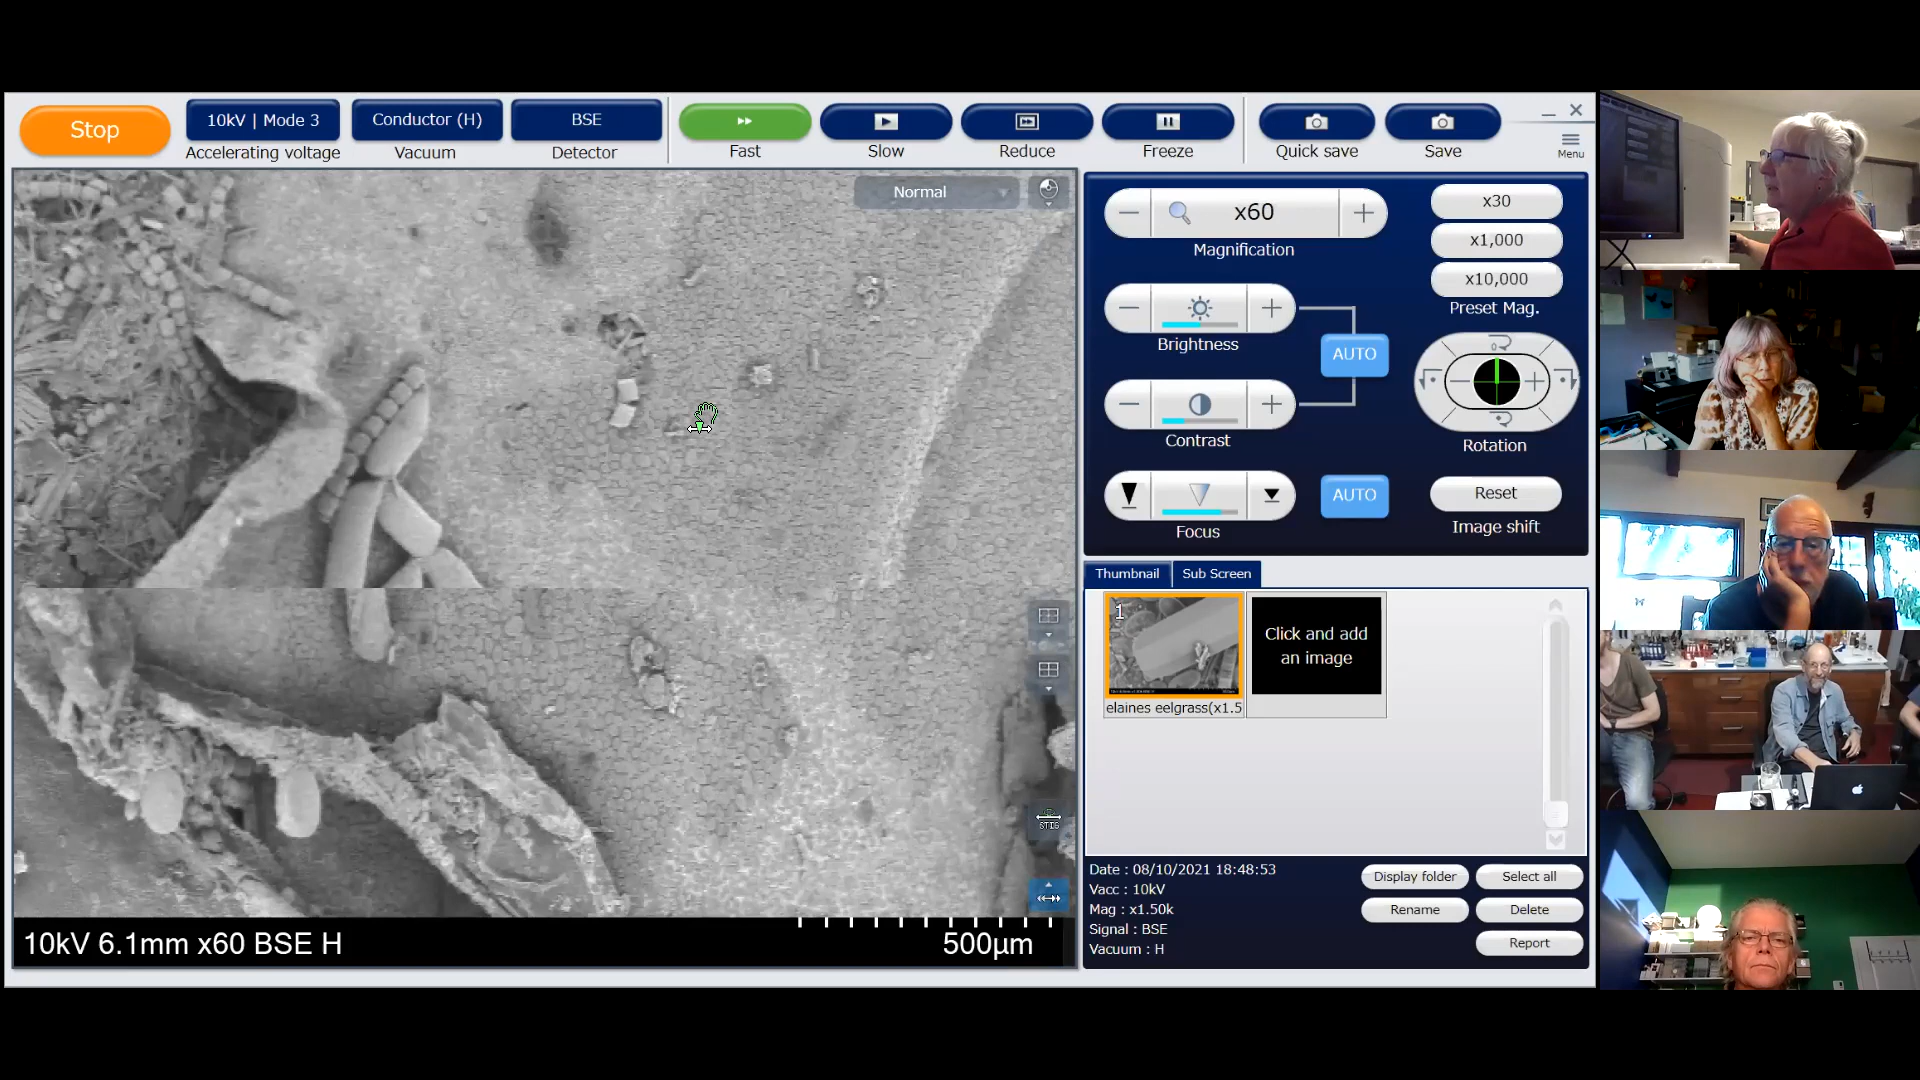 Stop
10kV | Mode 3
Accelerating voltage
Conductor (H)
Vacuum
BSE
Detector
Fast
Slow
Reduce
Freeze
Quick save
Save
Menu
Normal
x60
Magnification
x30
x1,000
x10,000
Preset Mag.
Brightness
AUTO
Contrast
Rotation
0
AUTO
Focus
Reset
Image shift
Thumbnail
Sub Screen
1
elaines eelgrass(x1.5
Click and add
an image
STIG
Date : 08/10/2021 18:48:53
Vacc : 10kV
Mag : x1.50k
Signal : BSE
Vacuum : H
Display folder
Select all
Rename
Delete
Report
10kV 6.1mm x60 BSE H
500µm